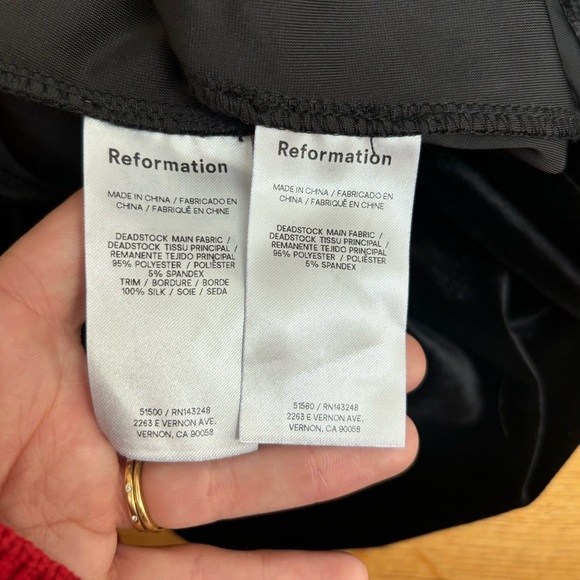 Reformation
MADE IN CHINA / FABRICADO EN
CHINA / FABRIQUÉ EN CHINE
DEADSTOCK MAIN FABRIC /
DEADSTOCK TISSU PRINCIPAL /
REMANENTE TEJIDO PRINCIPAL
95% POLYESTER / POLIÉSTER
5% SPANDEX
TRIM / BORDURE / BORDE
100% SILK / SOIE / SEDA
51500 / RN143248
2263 E VERNON AVE.
VERNON, CA 90058
Reformation
MADE IN CHINA / FABRICADO EN
CHINA / FABRIQUÉ EN CHINE
DEADSTOCK MAIN FABRIC /
DEADSTOCK TISSU PRINCIPAL /
REMANENTE TEJIDO PRINCIPAL
95% POLYESTER / POLIÉSTER
5% SPANDEX
51560 / RN143248
2263 E VERNON AVE.
VERNON, CA 90058